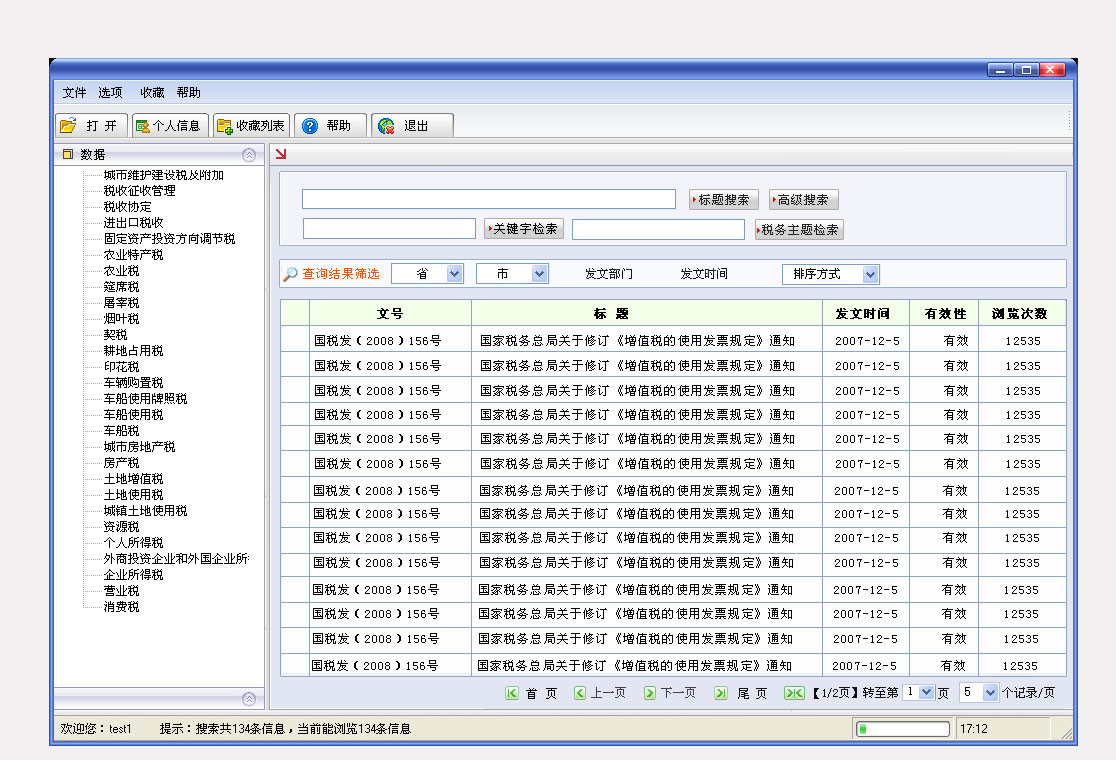 文件 选项 收藏 帮助
打 开 个人信息 收藏列表 帮助 退出
数据
城市维护建设税及附加
税收征收管理
税收协定
进出口税收
固定资产投资方向调节税
农业特产税
农业税
筵席税
屠宰税
烟叶税
契税
耕地占用税
印花税
车辆购置税
车船使用牌照税
车船使用税
车船税
城市房地产税
房产税
土地增值税
土地使用税
城镇土地使用税
资源税
个人所得税
外商投资企业和外国企业所
企业所得税
营业税
消费税
标题搜索 高级搜索
关键字检索 税务主题检索
查询结果筛选 省 市 发文部门 发文时间 排序方式
文号 标 题 发文时间 有效性 浏览次数
国税发(2008)156号 国家税务总局关于修订《增值税的使用发票规定》通知 2007-12-5 有效 12535
国税发(2008)156号 国家税务总局关于修订《增值税的使用发票规定》通知 2007-12-5 有效 12535
国税发(2008)156号 国家税务总局关于修订《增值税的使用发票规定》通知 2007-12-5 有效 12535
国税发(2008)156号 国家税务总局关于修订《增值税的使用发票规定》通知 2007-12-5 有效 12535
国税发(2008)156号 国家税务总局关于修订《增值税的使用发票规定》通知 2007-12-5 有效 12535
国税发(2008)156号 国家税务总局关于修订《增值税的使用发票规定》通知 2007-12-5 有效 12535
国税发(2008)156号 国家税务总局关于修订《增值税的使用发票规定》通知 2007-12-5 有效 12535
国税发(2008)156号 国家税务总局关于修订《增值税的使用发票规定》通知 2007-12-5 有效 12535
国税发(2008)156号 国家税务总局关于修订《增值税的使用发票规定》通知 2007-12-5 有效 12535
国税发(2008)156号 国家税务总局关于修订《增值税的使用发票规定》通知 2007-12-5 有效 12535
国税发(2008)156号 国家税务总局关于修订《增值税的使用发票规定》通知 2007-12-5 有效 12535
国税发(2008)156号 国家税务总局关于修订《增值税的使用发票规定》通知 2007-12-5 有效 12535
国税发(2008)156号 国家税务总局关于修订《增值税的使用发票规定》通知 2007-12-5 有效 12535
国税发(2008)156号 国家税务总局关于修订《增值税的使用发票规定》通知 2007-12-5 有效 12535
首 页 上一页 下一页 尾 页 【1/2页】转至第 1 页 5 个记录/页
欢迎您：test1 提示：搜索共134条信息，当前能浏览134条信息 17:12